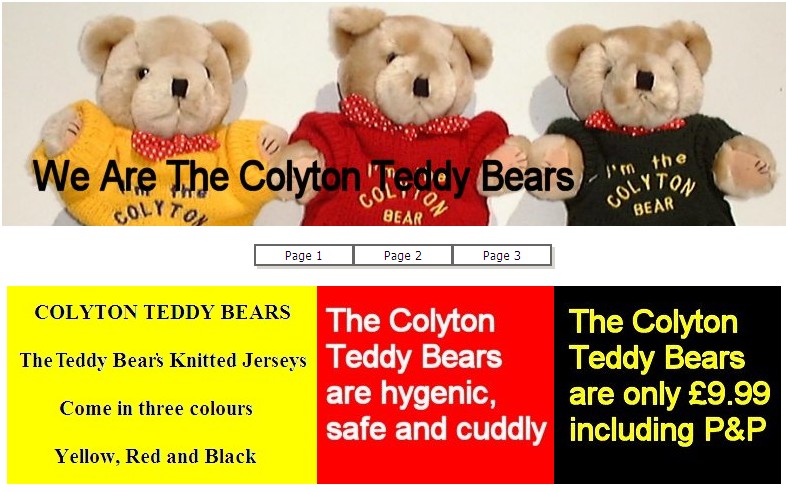 We Are The Colyton Teddy Bears
I'm the
COLYTON
I'm the
COLYTON
BEAR
I'm the
COLYTON
BEAR
Page 1
Page 2
Page 3
COLYTON TEDDY BEARS
The Teddy Bear's Knitted Jerseys
Come in three colours
Yellow, Red and Black
The Colyton
Teddy Bears
are hygenic,
safe and cuddly
The Colyton
Teddy Bears
are only £9.99
including P&P